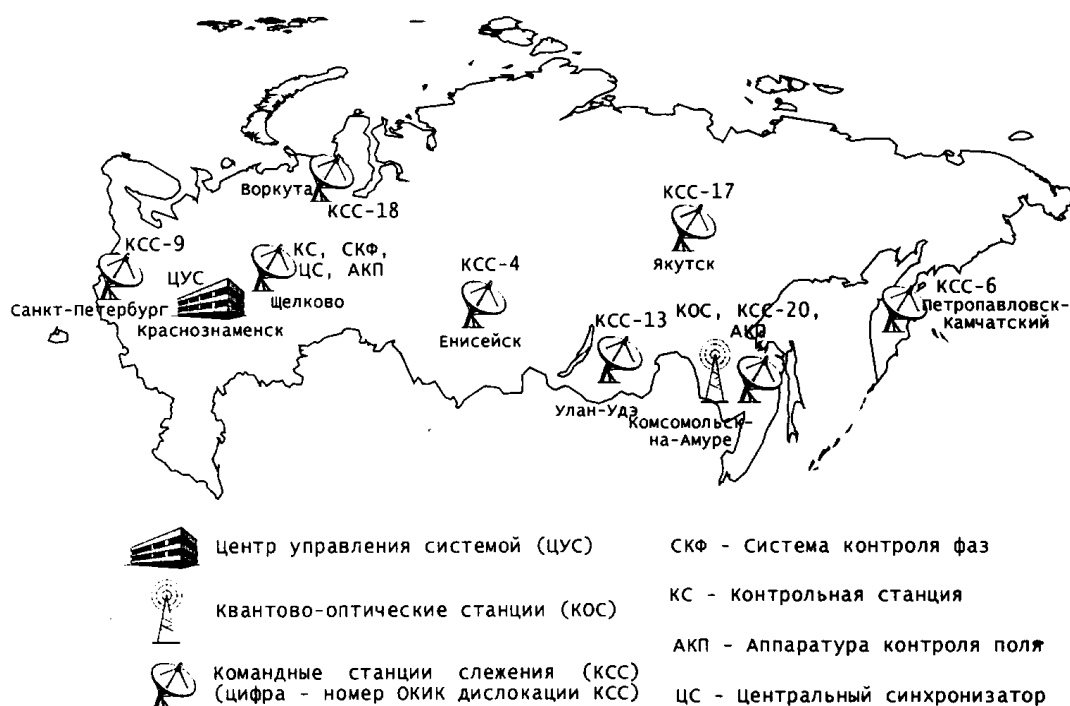 Воркута
КСС-18
КСС-17
Якутск
КСС-9
Санкт-Петербург
ЦУС
Краснознаменск
КС, СКФ,
ЦС, АКП
Щелково
КСС-4
Енисейск
КСС-13
Улан-Удэ
КОС, КСС-20,
АКП
Комсомольск-
на-Амуре
КСС-6
Петропавловск-
Камчатский
Центр управления системой (ЦУС)
Квантово-оптические станции (КОС)
Командные станции слежения (КСС)
(цифра - номер ОКИК дислокации КСС)
СКФ - Система контроля фаз
КС - Контрольная станция
АКП - Аппаратура контроля поля
ЦС - Центральный синхронизатор